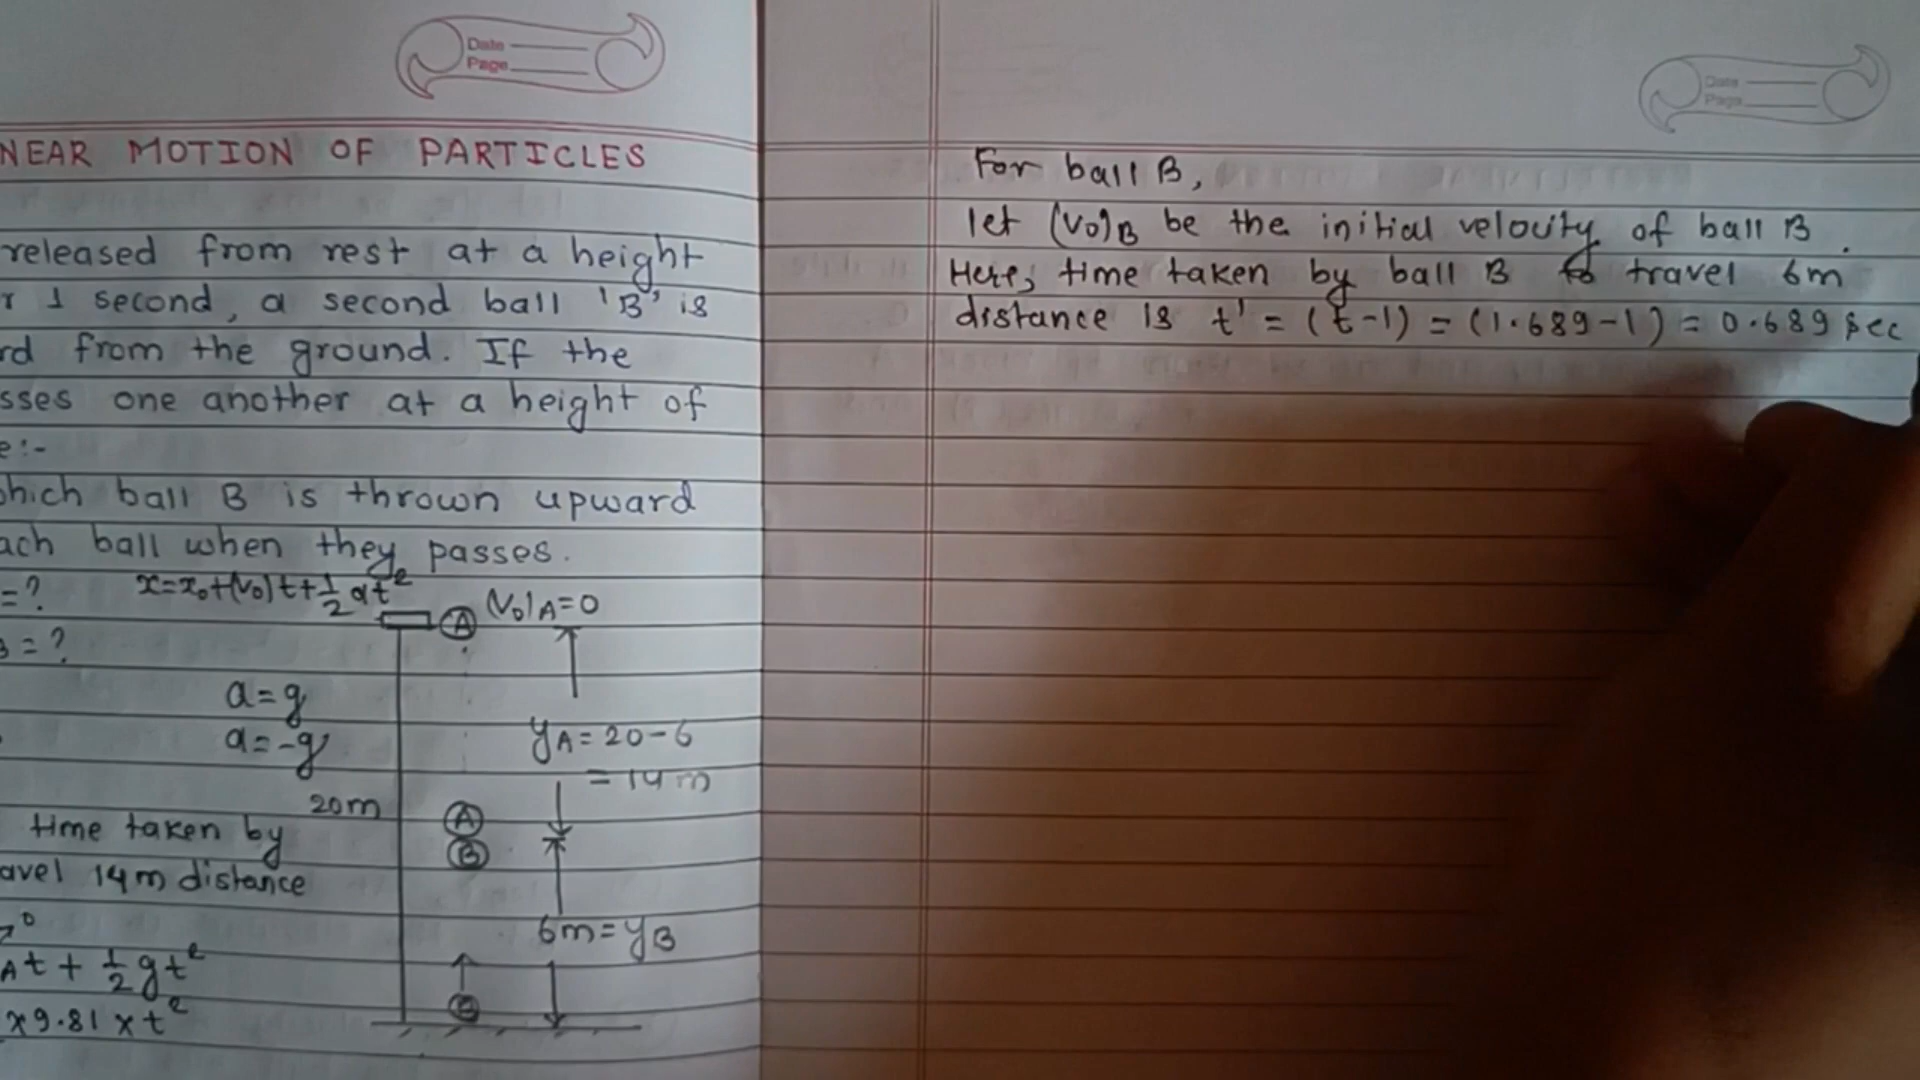 Date
Page
NEAR MOTION OF PARTICLES
released from rest at a height
r 1 second, a second ball 'B' is
rd from the ground. If the
sses one another at a height of
e:-
which ball B is thrown upward
ach ball when they passes.
=? x=x₀+(v₀)t+½at²
(V₀)A=0
A
B=?
a=g
a=-g
yA=20-6
=14m
20m
A
B
time taken by
avel 14m distance
0
6m=yB
At + ½gt²
B
x9.81xt²
Date
Page
For ball B,
let (V₀)B be the initial velocity of ball B.
Here, time taken by ball B to travel 6m
distance is t' = (t-1) = (1.689-1) = 0.689 sec